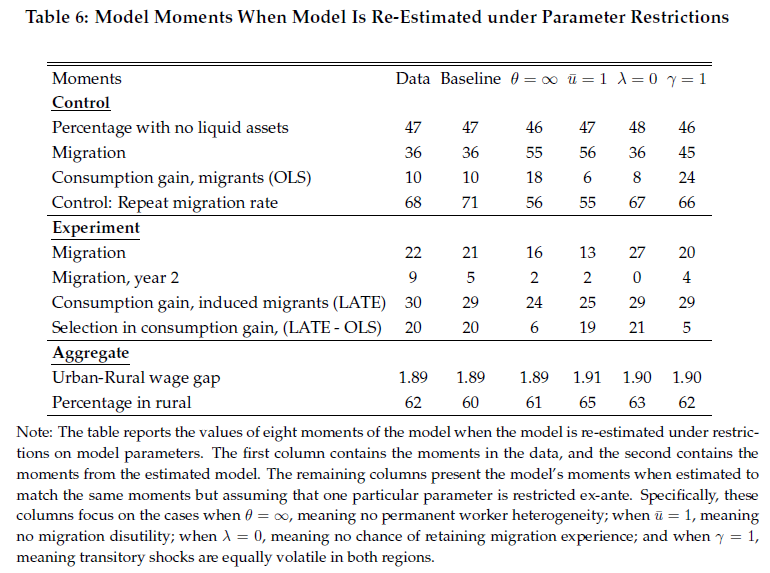 Table 6: Model Moments When Model Is Re-Estimated under Parameter Restrictions
Moments Data Baseline θ = ∞ ū = 1 λ = 0 γ = 1
Control
Percentage with no liquid assets 47 47 46 47 48 46
Migration 36 36 55 56 36 45
Consumption gain, migrants (OLS) 10 10 18 6 8 24
Control: Repeat migration rate 68 71 56 55 67 66
Experiment
Migration 22 21 16 13 27 20
Migration, year 2 9 5 2 2 0 4
Consumption gain, induced migrants (LATE) 30 29 24 25 29 29
Selection in consumption gain, (LATE - OLS) 20 20 6 19 21 5
Aggregate
Urban-Rural wage gap 1.89 1.89 1.89 1.91 1.90 1.90
Percentage in rural 62 60 61 65 63 62
Note: The table reports the values of eight moments of the model when the model is re-estimated under restric-
tions on model parameters. The first column contains the moments in the data, and the second contains the
moments from the estimated model. The remaining columns present the model's moments when estimated to
match the same moments but assuming that one particular parameter is restricted ex-ante. Specifically, these
columns focus on the cases when θ = ∞, meaning no permanent worker heterogeneity; when ū = 1, meaning
no migration disutility; when λ = 0, meaning no chance of retaining migration experience; and when γ = 1,
meaning transitory shocks are equally volatile in both regions.